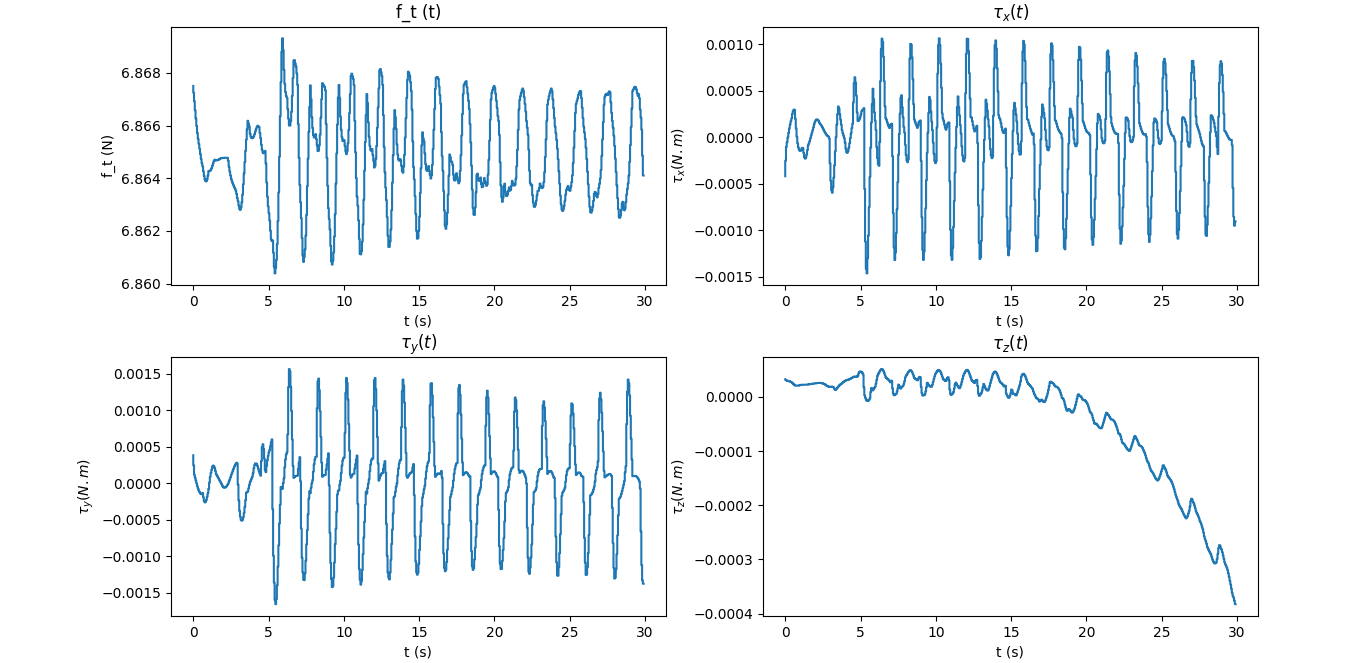 f_t (t)
f_t (N)
6.868
6.866
6.864
6.862
6.860
0 5 10 15 20 25 30
t (s)
τx(t)
τx(N.m)
0.0010
0.0005
0.0000
−0.0005
−0.0010
−0.0015
0 5 10 15 20 25 30
t (s)
τy(t)
τy(N.m)
0.0015
0.0010
0.0005
0.0000
−0.0005
−0.0010
−0.0015
0 5 10 15 20 25 30
t (s)
τz(t)
τz(N.m)
0.0000
−0.0001
−0.0002
−0.0003
−0.0004
0 5 10 15 20 25 30
t (s)